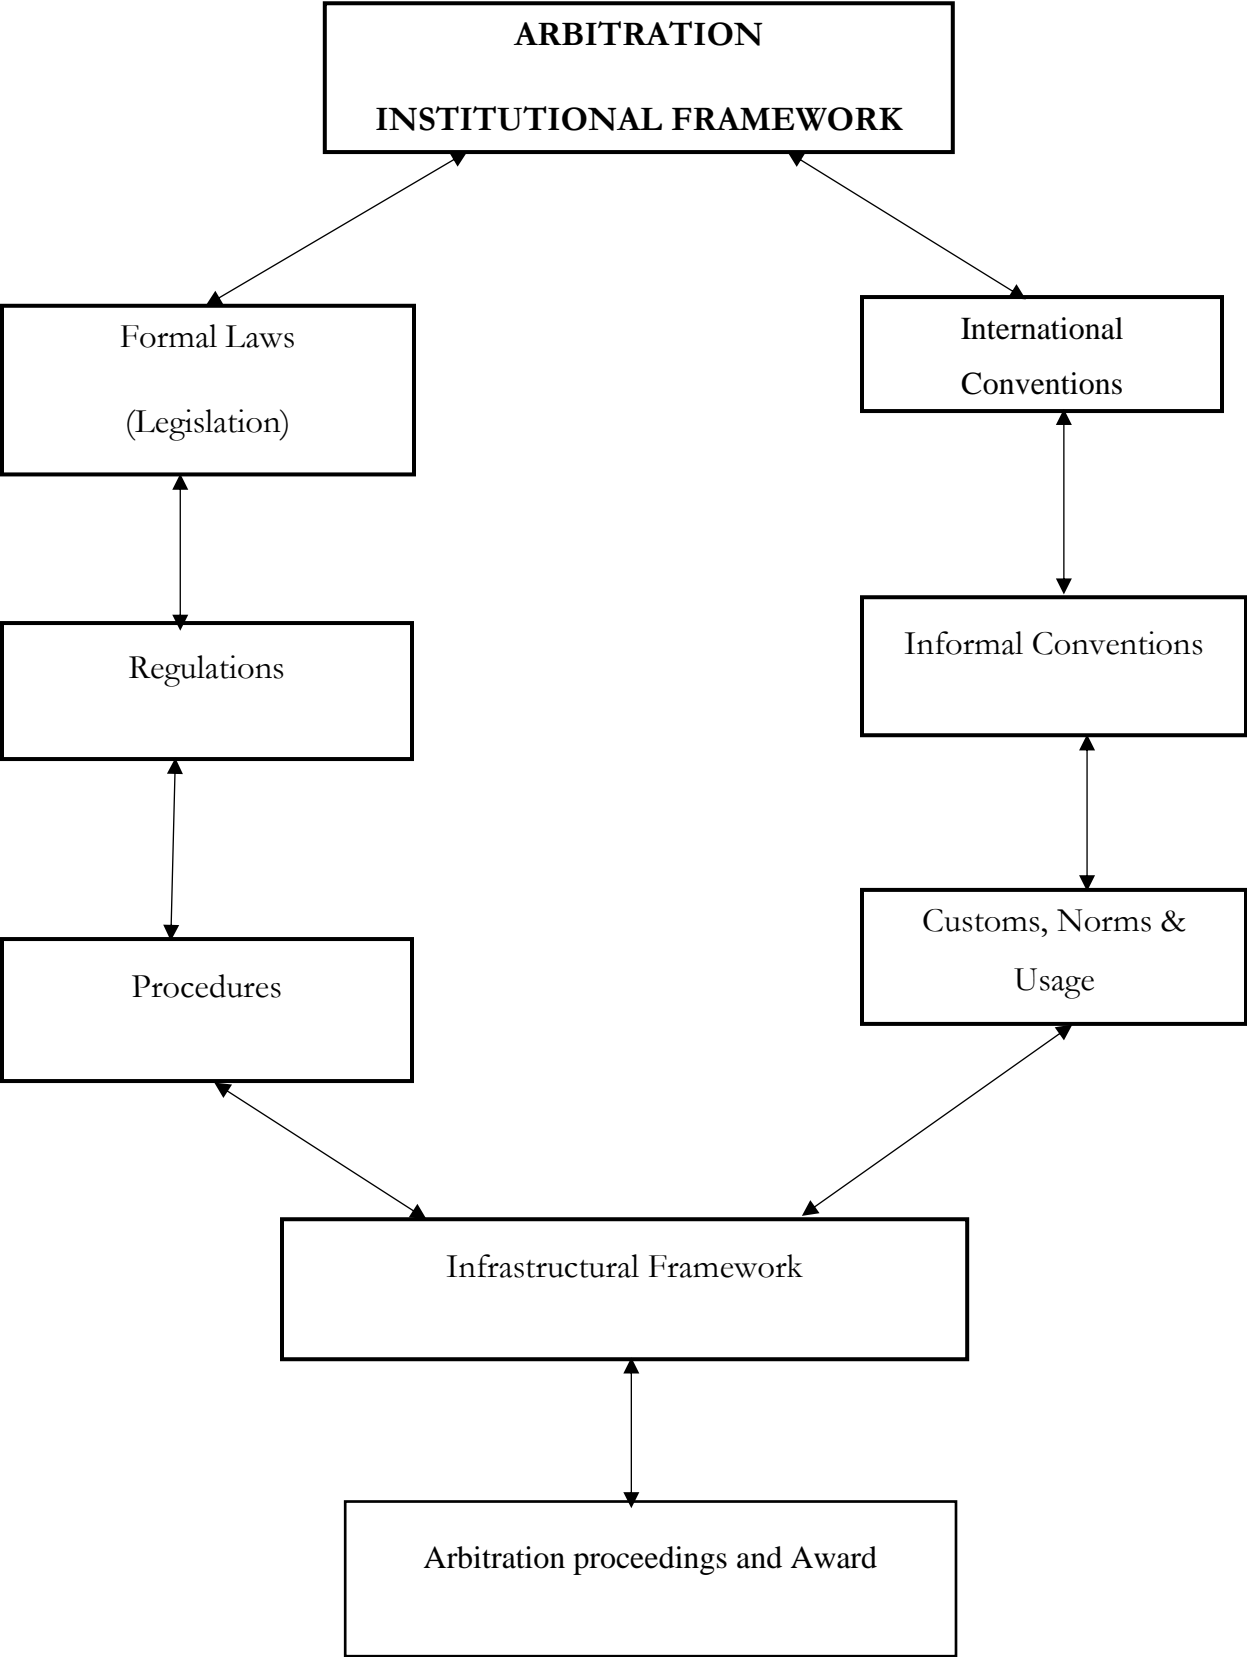 ARBITRATION
INSTITUTIONAL FRAMEWORK
Formal Laws
(Legislation)
International
Conventions
Regulations
Informal Conventions
Procedures
Customs, Norms &
Usage
Infrastructural Framework
Arbitration proceedings and Award